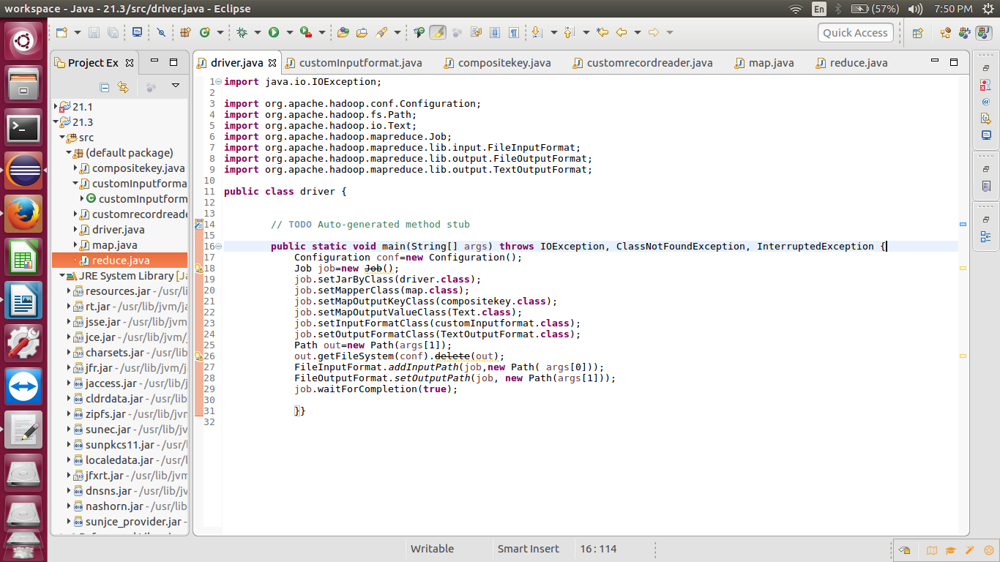 workspace - Java - 21.3/src/driver.java - Eclipse
En
(57%)
7:50 PM
Quick Access
Project Ex
driver.java
customInputformat.java
compositekey.java
customrecordreader.java
map.java
reduce.java
21.1
21.3
src
(default package)
compositekey.java
customInputforma
customInputform
customrecordreade
driver.java
map.java
reduce.java
JRE System Library [Ja
resources.jar - /usr/lib/
rt.jar - /usr/lib/jvm/ja
jsse.jar - /usr/lib/jvm
jce.jar - /usr/lib/jvm/j
charsets.jar - /usr/lib
jfr.jar - /usr/lib/jvm/j
jaccess.jar - /usr/lib/
cldrdata.jar - /usr/lib
zipfs.jar - /usr/lib/jvm
sunec.jar - /usr/lib/jv
sunpkcs11.jar - /usr/
localedata.jar - /usr/l
jfxrt.jar - /usr/lib/jvm
dnsns.jar - /usr/lib/jv
nashorn.jar - /usr/lib
sunjce_provider.jar -
1 import java.io.IOException;
2
3 import org.apache.hadoop.conf.Configuration;
4 import org.apache.hadoop.fs.Path;
5 import org.apache.hadoop.io.Text;
6 import org.apache.hadoop.mapreduce.Job;
7 import org.apache.hadoop.mapreduce.lib.input.FileInputFormat;
8 import org.apache.hadoop.mapreduce.lib.output.FileOutputFormat;
9 import org.apache.hadoop.mapreduce.lib.output.TextOutputFormat;
10
11 public class driver {
12
13
14 // TODO Auto-generated method stub
15
16 public static void main(String[] args) throws IOException, ClassNotFoundException, InterruptedException {
17 Configuration conf=new Configuration();
18 Job job=new Job();
19 job.setJarByClass(driver.class);
20 job.setMapperClass(map.class);
21 job.setMapOutputKeyClass(compositekey.class);
22 job.setMapOutputValueClass(Text.class);
23 job.setInputFormatClass(customInputformat.class);
24 job.setOutputFormatClass(TextOutputFormat.class);
25 Path out=new Path(args[1]);
26 out.getFileSystem(conf).delete(out);
27 FileInputFormat.addInputPath(job,new Path( args[0]));
28 FileOutputFormat.setOutputPath(job, new Path(args[1]));
29 job.waitForCompletion(true);
30
31 }}
32
Writable
Smart Insert
16 : 114